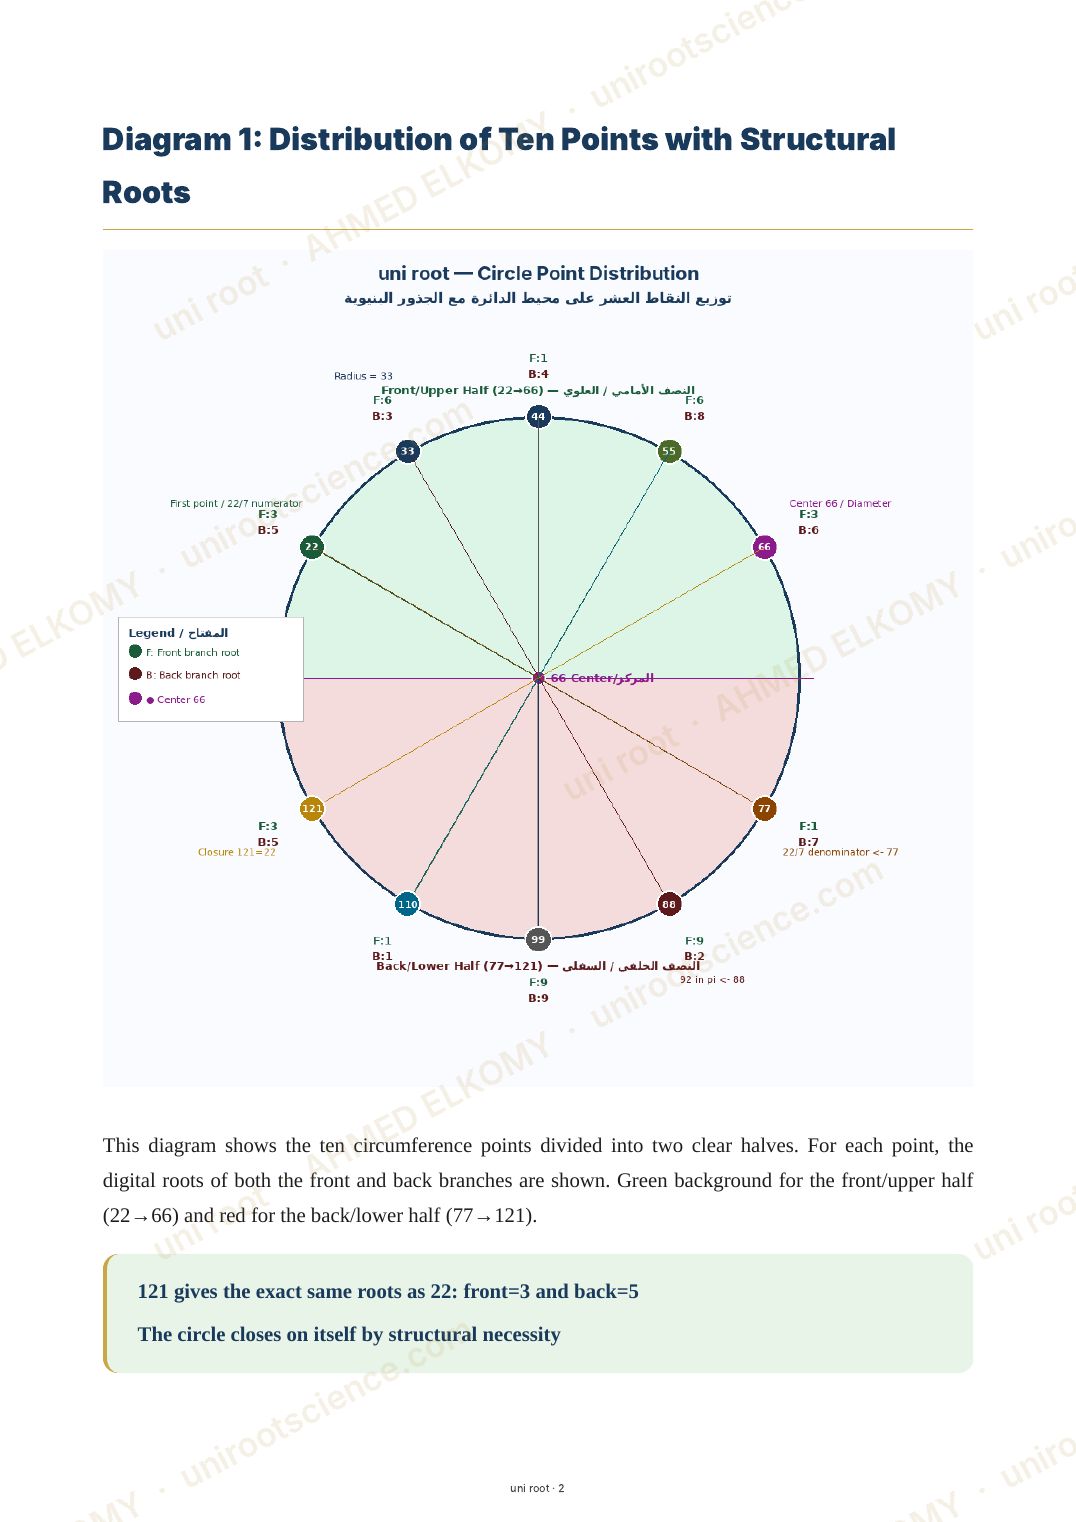 Diagram 1: Distribution of Ten Points with Structural
Roots
uni root — Circle Point Distribution
توزيع النقاط العشر على محيط الدائرة مع الجذور البنيوية
F:1
B:4
Radius = 33
Front/Upper Half (22→66) — النصف الأمامي / العلوي
F:6
B:3
F:6
B:8
44
33
55
First point / 22/7 numerator
F:3
B:5
Center 66 / Diameter
F:3
B:6
22
66
Legend / المفتاح
F: Front branch root
B: Back branch root
● Center 66
66 Center/المركز
121
77
F:3
B:5
Closure 121=22
F:1
B:7
22/7 denominator <- 77
110
88
99
F:1
B:1
F:9
B:2
Back/Lower Half (77→121) — النصف الخلفي / السفلي
92 in pi <- 88
F:9
B:9
This diagram shows the ten circumference points divided into two clear halves. For each point, the
digital roots of both the front and back branches are shown. Green background for the front/upper half
(22→66) and red for the back/lower half (77→121).
121 gives the exact same roots as 22: front=3 and back=5
The circle closes on itself by structural necessity
uni root · 2
uni root · AHMED ELKOMY · unirootscience.com